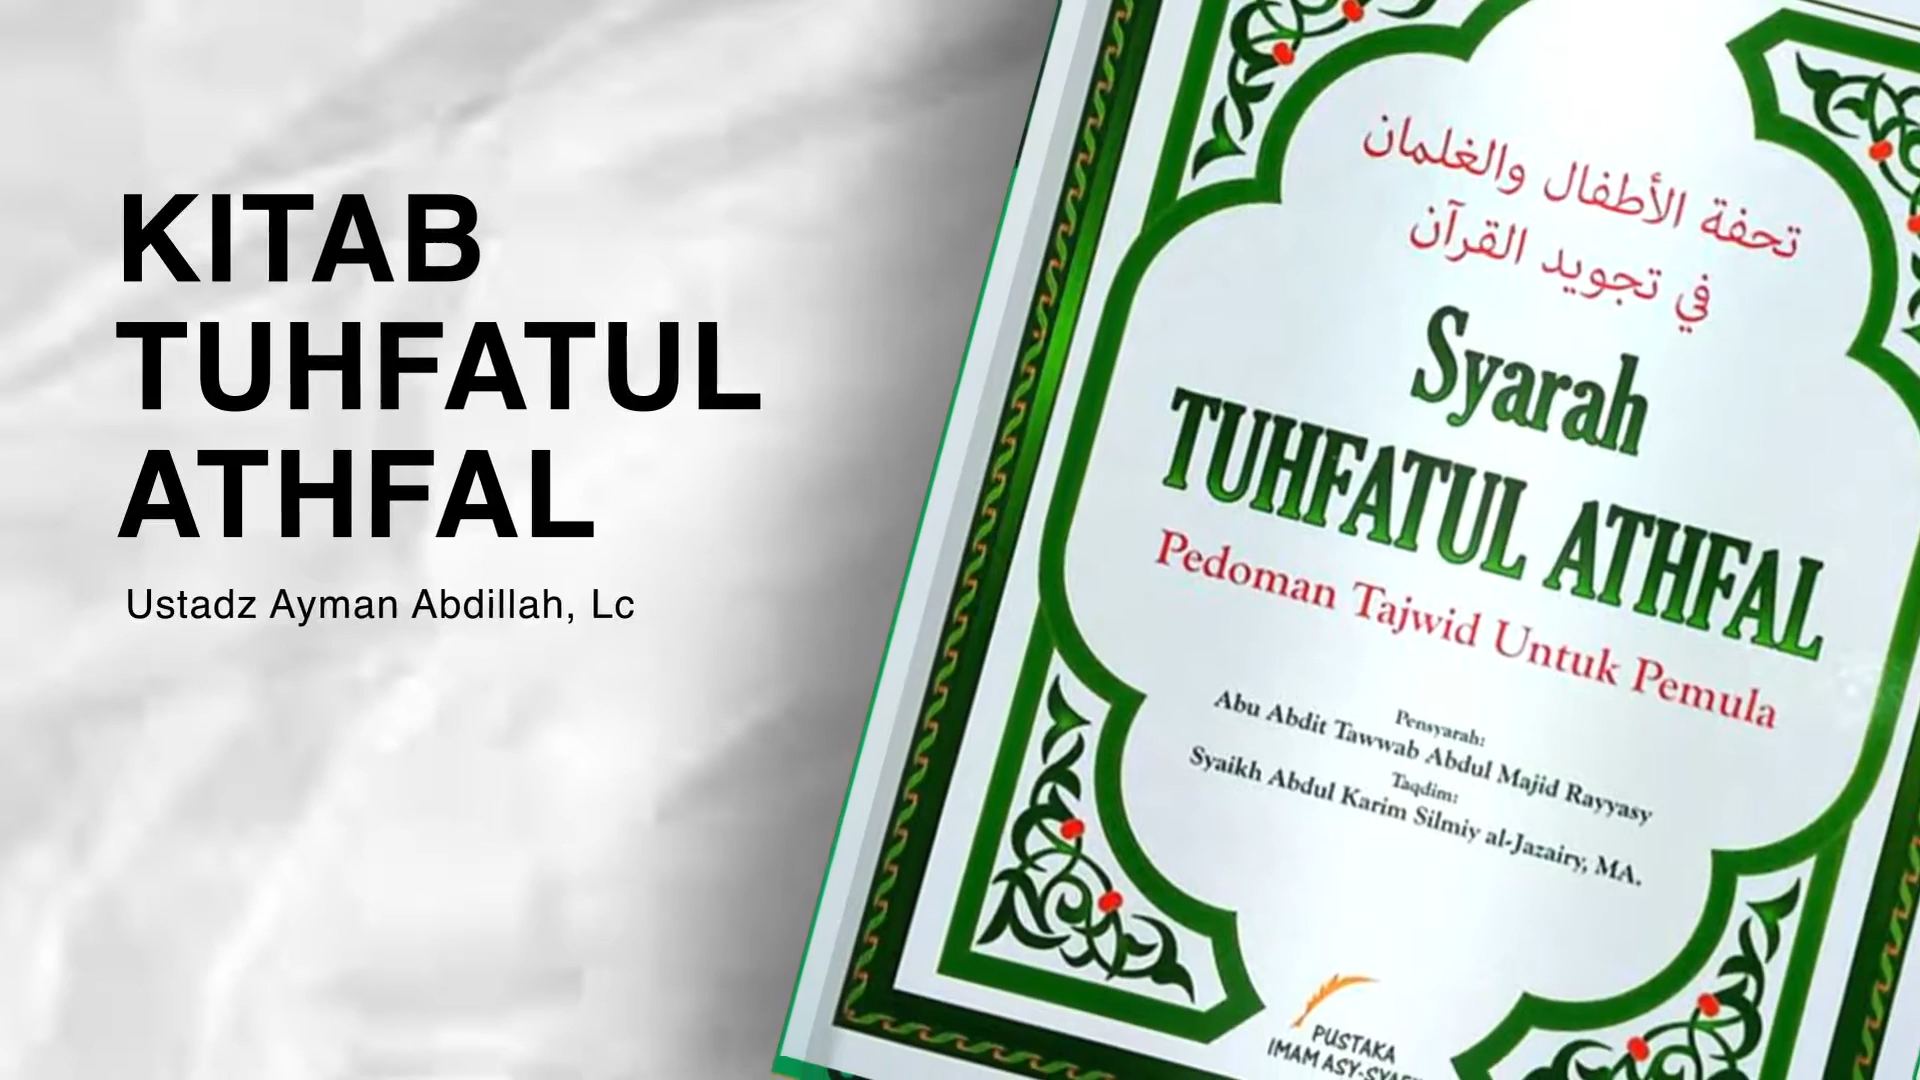 KITAB
TUHFATUL
ATHFAL
Ustadz Ayman Abdillah, Lc
تحفة الأطفال والغلمان
في تجويد القرآن
Syarah
TUHFATUL ATHFAL
Pedoman Tajwid Untuk Pemula
Pensyarah:
Abu Abdit Tawwab Abdul Majid Rayyasy
Taqdim:
Syaikh Abdul Karim Silmiy al-Jazairy, MA.
PUSTAKA
IMAM